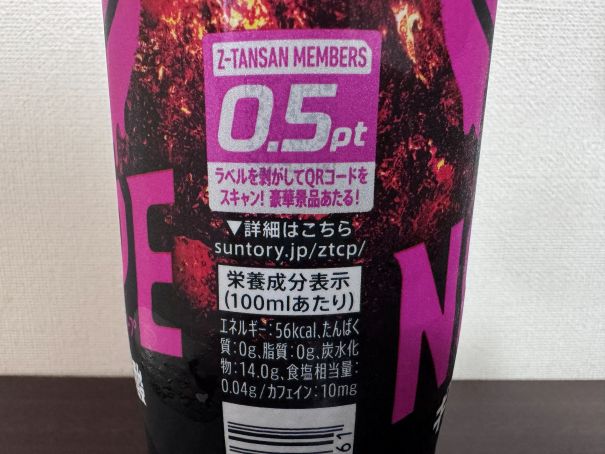 Z-TANSAN MEMBERS
0.5pt
ラベルを剥がしてQRコードを
スキャン! 豪華景品あたる!
▼詳細はこちら
suntory.jp/ztcp/
栄養成分表示
(100mlあたり)
エネルギー:56kcal、たんぱく
質:0g、脂質:0g、炭水化
物:14.0g、食塩相当量:
0.04g/カフェイン:10mg
61